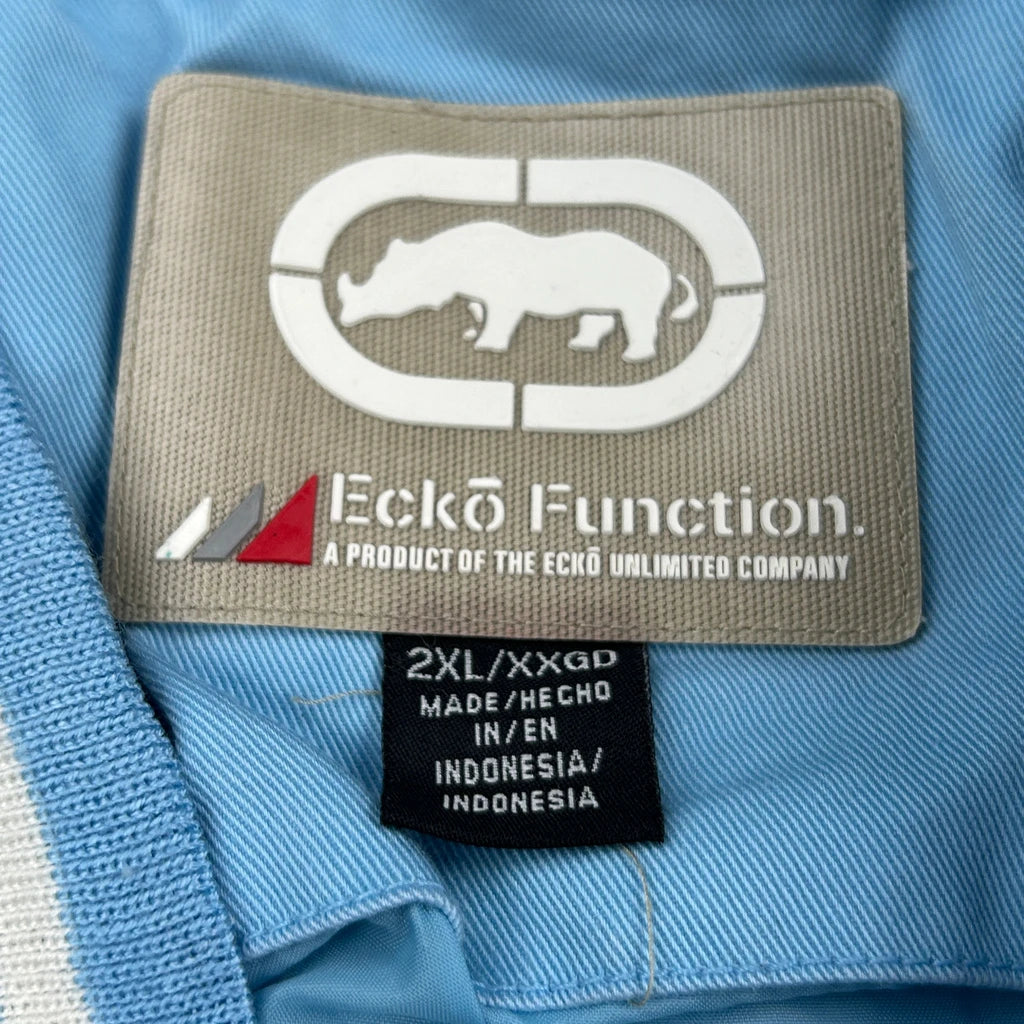 Eckō Function.
A PRODUCT OF THE ECKŌ UNLIMITED COMPANY
2XL/XXGD
MADE/HECHO
IN/EN
INDONESIA/
INDONESIA